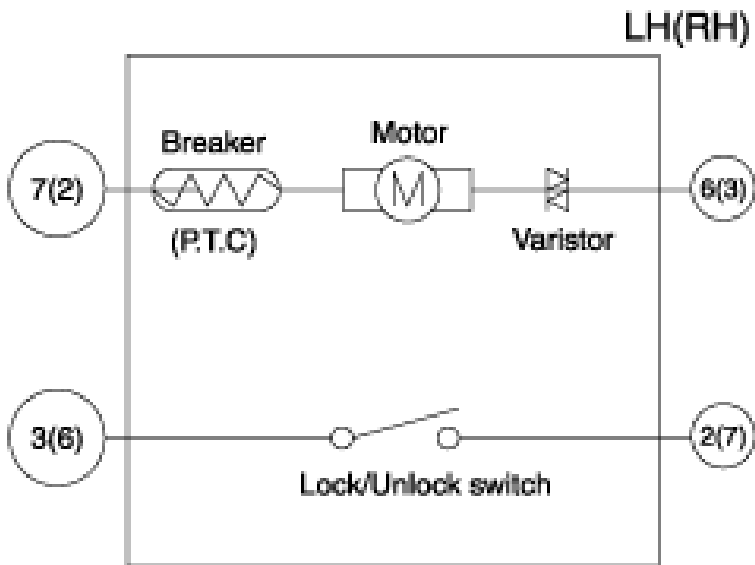 LH(RH)
Breaker
Motor
7(2)
M
6(3)
(P.T.C)
Varistor
3(6)
2(7)
Lock/Unlock switch